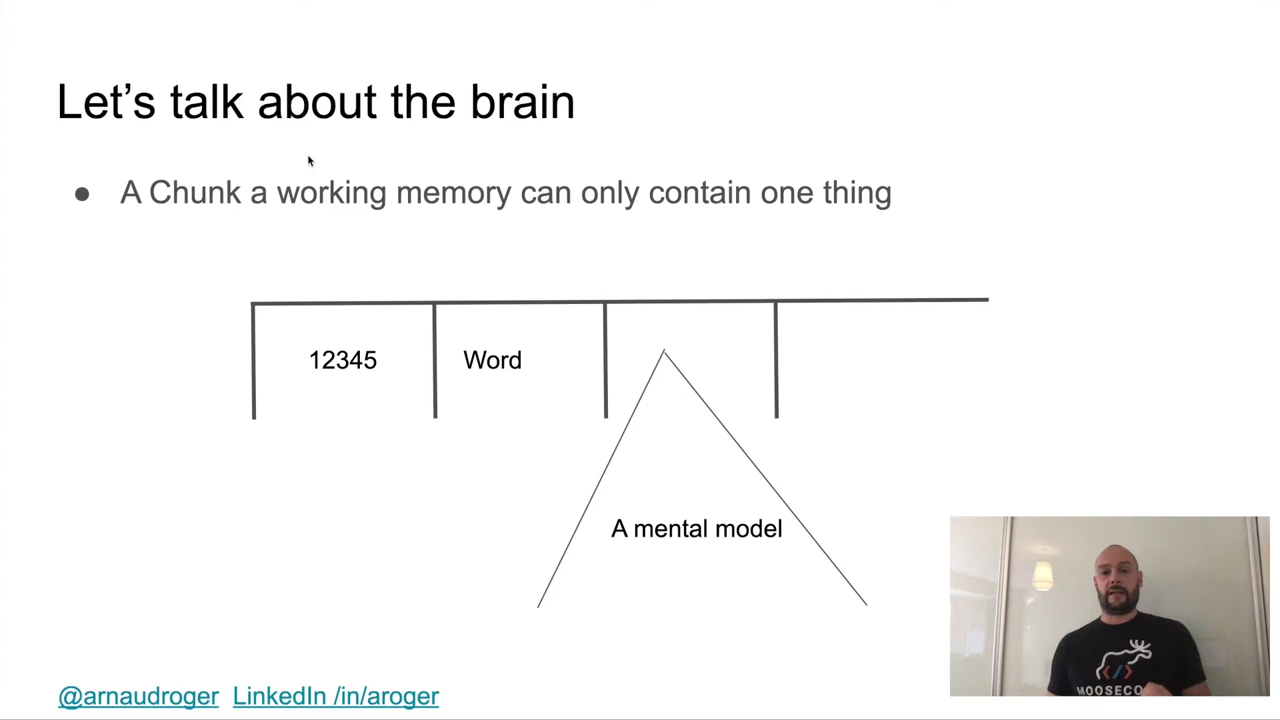 Let's talk about the brain
● A Chunk a working memory can only contain one thing
12345 Word
A mental model
@arnaudroger LinkedIn /in/aroger
</>